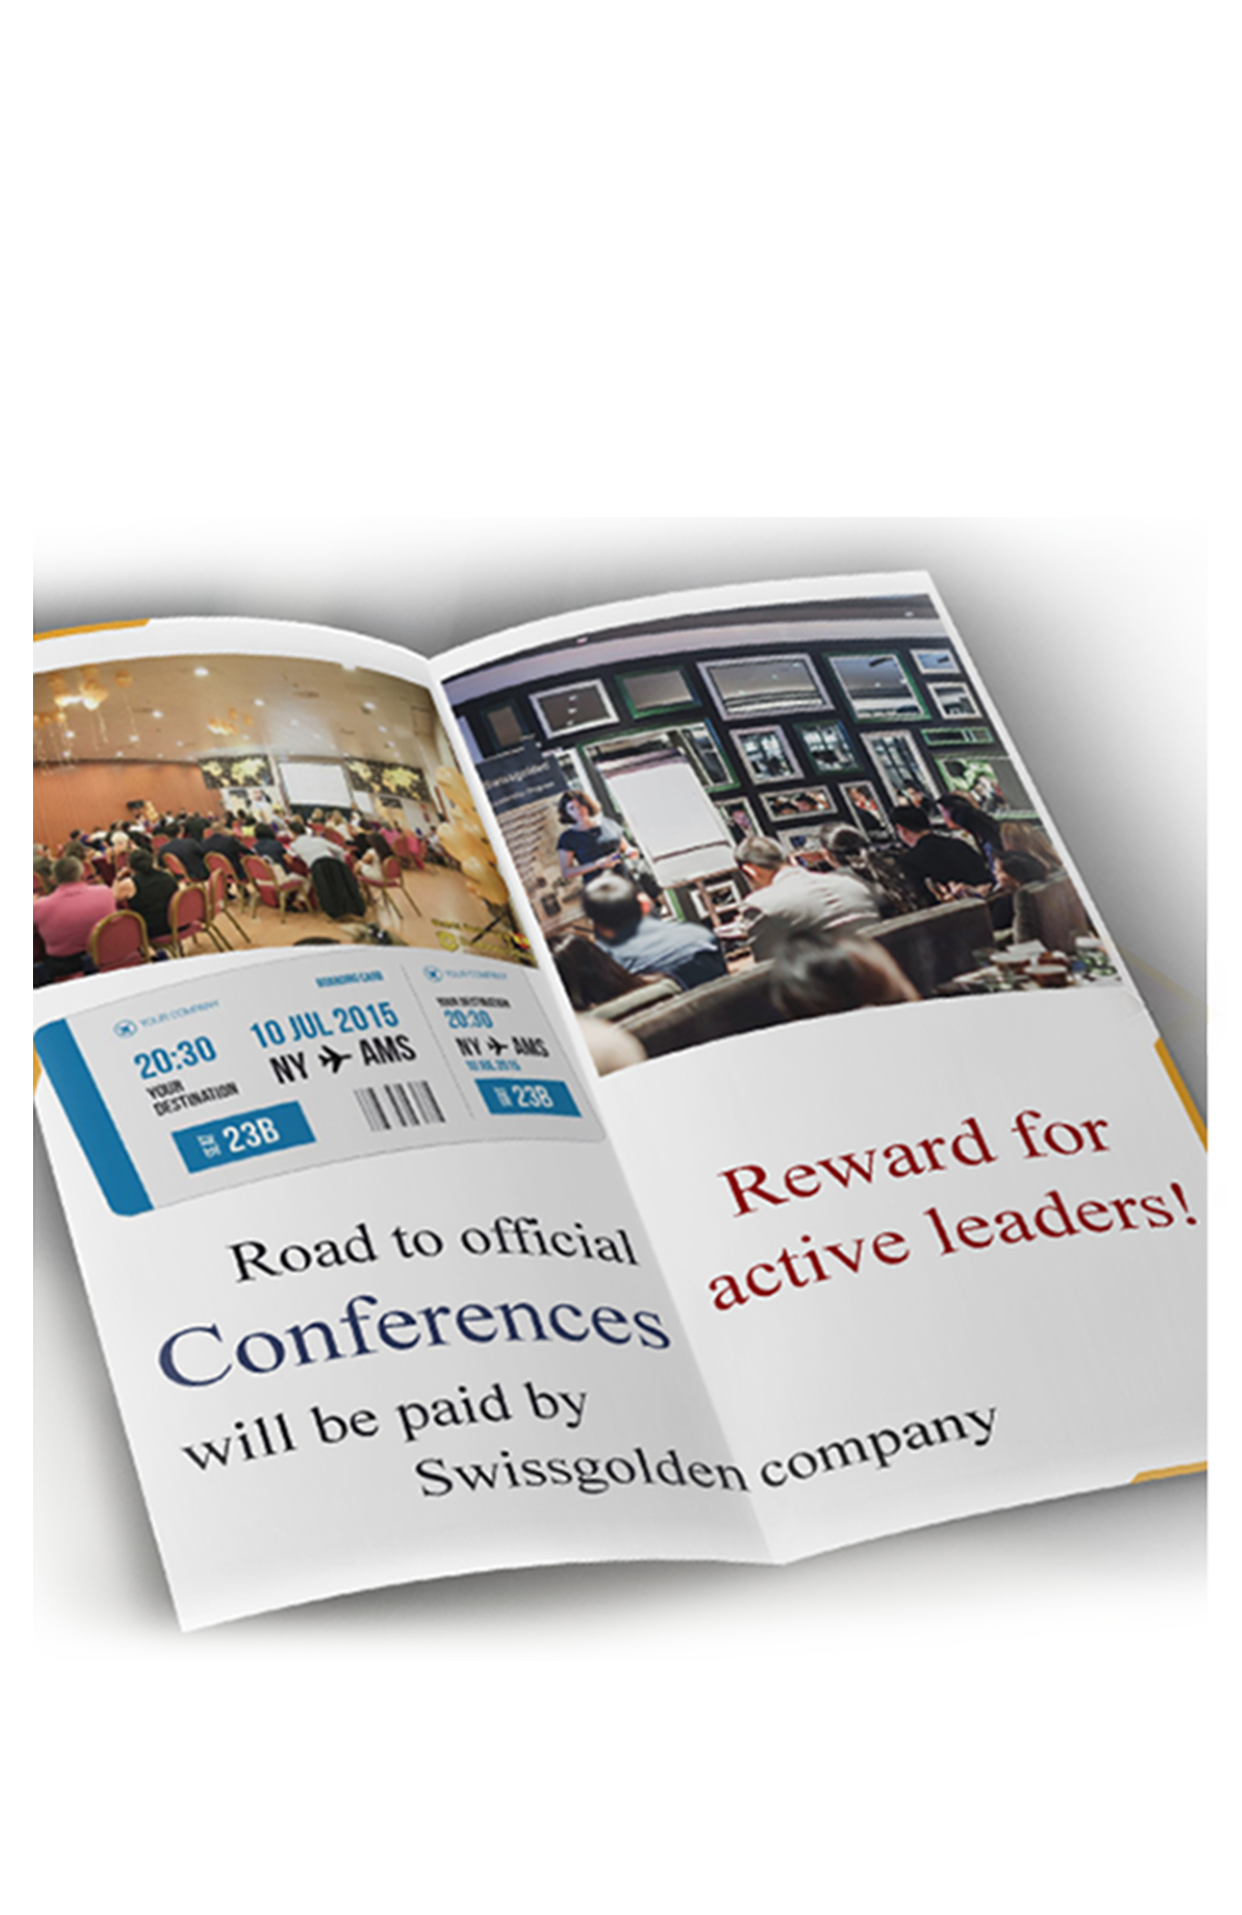 BOARDING CARD
YOUR COMPANY
20:30
YOUR
DESTINATION
10 JUL 2015
NY AMS
23B
YOUR COMPANY
YOUR DESTINATION
20:30
NY AMS
10 JUL 2015
23B
Road to official
Conferences
will be paid by
Swissgolden company
swissgolden
Reward for
active leaders!